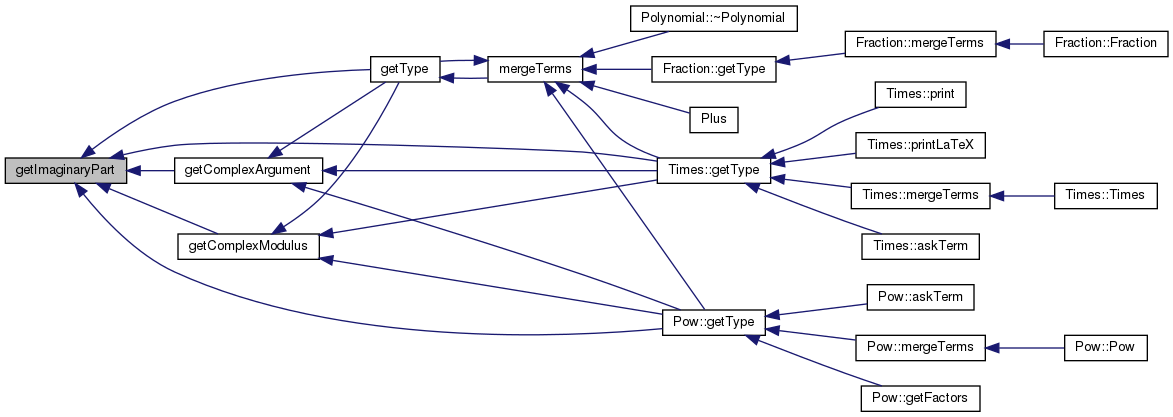 Polynomial::~Polynomial
Fraction::mergeTerms
Fraction::Fraction
getType
mergeTerms
Fraction::getType
Times::print
Plus
Times::printLaTeX
getImaginaryPart
getComplexArgument
Times::getType
Times::mergeTerms
Times::Times
getComplexModulus
Times::askTerm
Pow::askTerm
Pow::getType
Pow::mergeTerms
Pow::Pow
Pow::getFactors